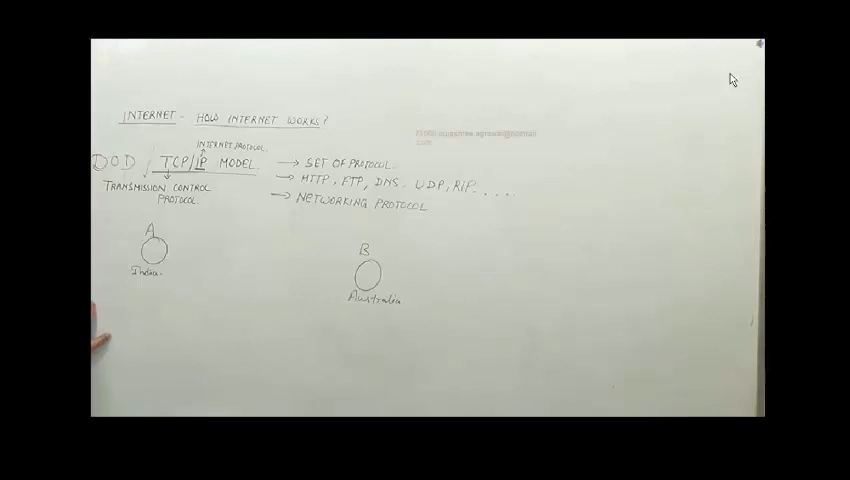 INTERNET - HOW INTERNET WORKS?
INTERNET PROTOCOL.
DOD / TCP/IP MODEL.
TRANSMISSION CONTROL
PROTOCOL.
→ SET OF PROTOCOL.
→ HTTP, FTP, DNS, UDP, RIP. . . . .
→ NETWORKING PROTOCOL
A
India.
B
Australia